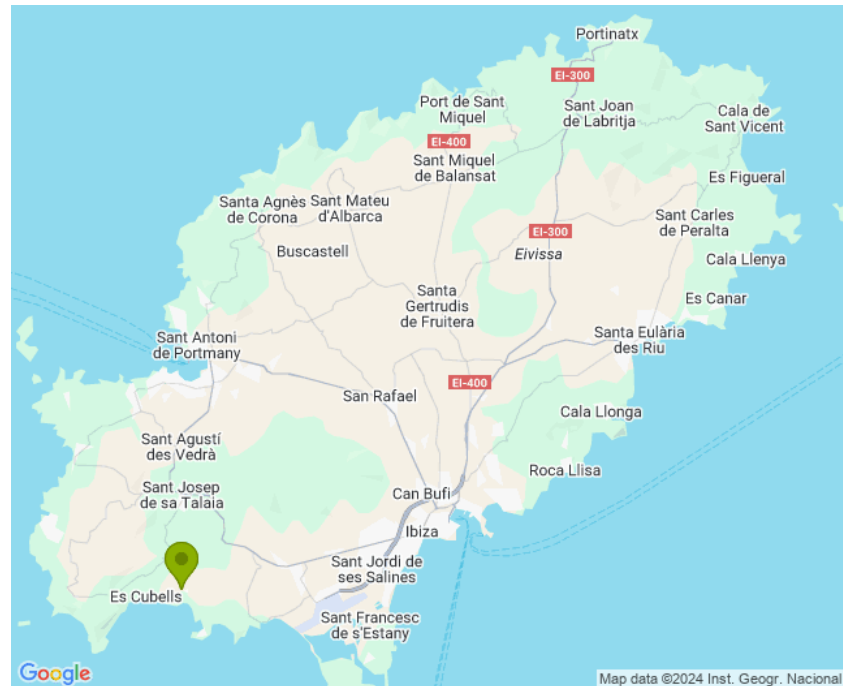 Portinatx
EI-300
Port de Sant
Miquel
Sant Joan
de Labritja
Cala de
Sant Vicent
EI-400
Sant Miquel
de Balansat
Es Figueral
Santa Agnès
de Corona
Sant Mateu
d'Albarca
Sant Carles
de Peralta
EI-300
Buscastell
Eivissa
Cala Llenya
Santa
Gertrudis
de Fruitera
Es Canar
Sant Antoni
de Portmany
Santa Eulària
des Riu
EI-400
San Rafael
Cala Llonga
Sant Agustí
des Vedrà
Roca Llisa
Sant Josep
de sa Talaia
Can Bufi
Ibiza
Sant Jordi de
ses Salines
Es Cubells
Sant Francesc
de s'Estany
Google
Map data ©2024 Inst. Geogr. Nacional